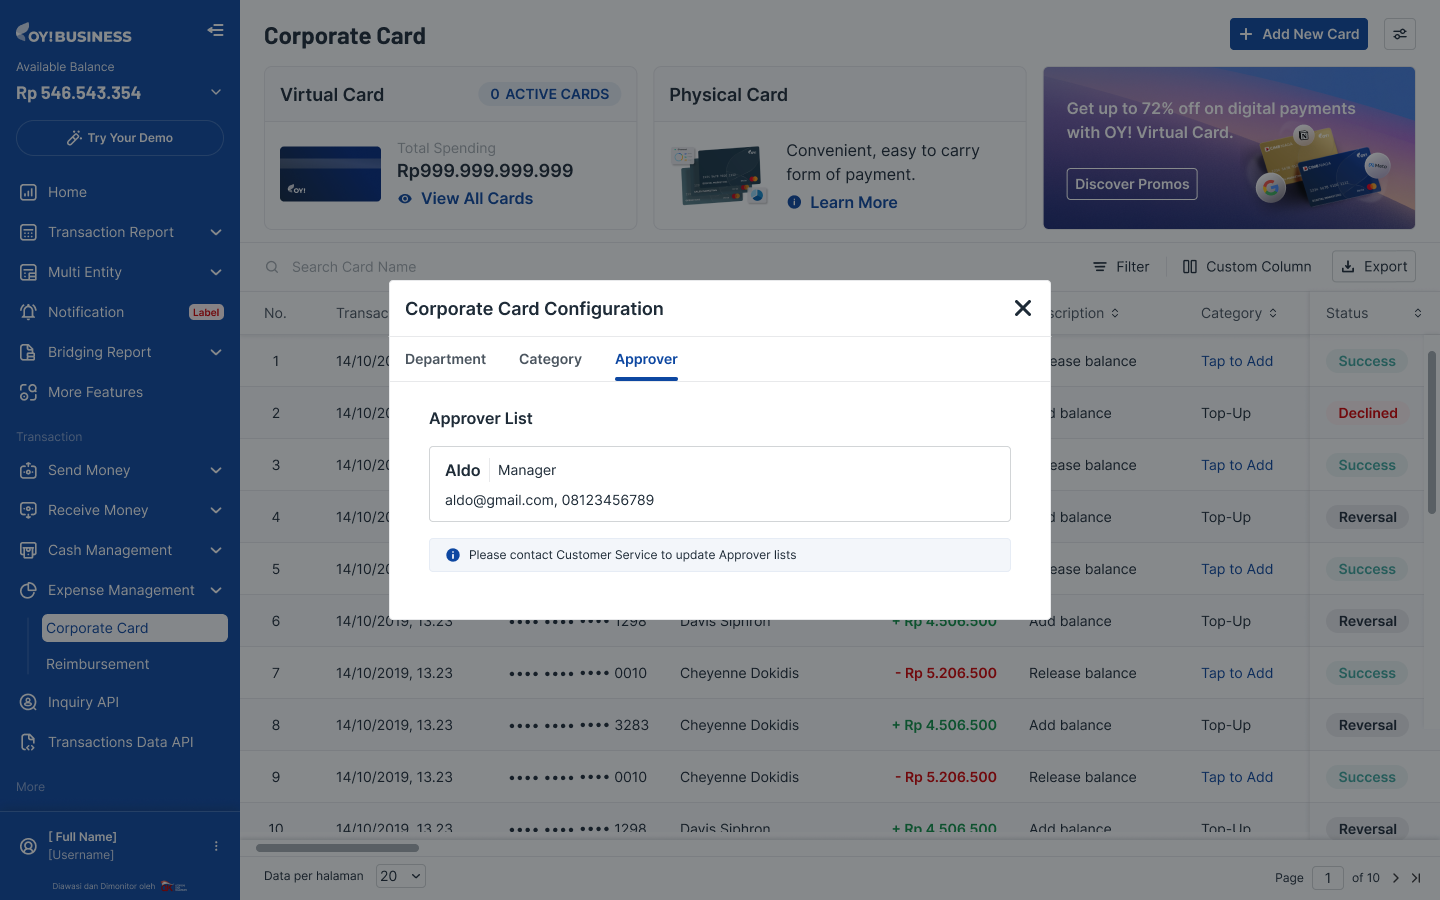 OY! BUSINESS
Available Balance
Rp 546.543.354
Try Your Demo
Home
Transaction Report
Multi Entity
Notification
Label
Bridging Report
More Features
Transaction
Send Money
Receive Money
Cash Management
Expense Management
Corporate Card
Reimbursement
Inquiry API
Transactions Data API
More
[ Full Name]
[Username]
Diawasi dan Dimonitor oleh
Corporate Card
Add New Card
Virtual Card
0 ACTIVE CARDS
OY!
Total Spending
Rp999.999.999.999
View All Cards
Physical Card
Convenient, easy to carry
form of payment.
Learn More
Get up to 72% off on digital payments
with OY! Virtual Card.
Discover Promos
Search Card Name
Filter
Custom Column
Export
No.
Transac
scription
Category
Status
1 14/10/20 ease balance Tap to Add Success
2 14/10/20 d balance Top-Up Declined
3 14/10/20 ease balance Tap to Add Success
4 14/10/20 d balance Top-Up Reversal
5 14/10/20 ease balance Tap to Add Success
6 14/10/2019, 13.23 •••• •••• •••• 1298 Davis Siphron + Rp 4.506.500 Add balance Top-Up Reversal
7 14/10/2019, 13.23 •••• •••• •••• 0010 Cheyenne Dokidis - Rp 5.206.500 Release balance Tap to Add Success
8 14/10/2019, 13.23 •••• •••• •••• 3283 Cheyenne Dokidis + Rp 4.506.500 Add balance Top-Up Reversal
9 14/10/2019, 13.23 •••• •••• •••• 0010 Cheyenne Dokidis - Rp 5.206.500 Release balance Tap to Add Success
10 14/10/2019, 13.23 •••• •••• •••• 1298 Davis Siphron + Rp 4.506.500 Add balance Top-Up Reversal
Data per halaman
20
Page 1 of 10
Corporate Card Configuration
Department
Category
Approver
Approver List
Aldo
Manager
aldo@gmail.com, 08123456789
Please contact Customer Service to update Approver lists